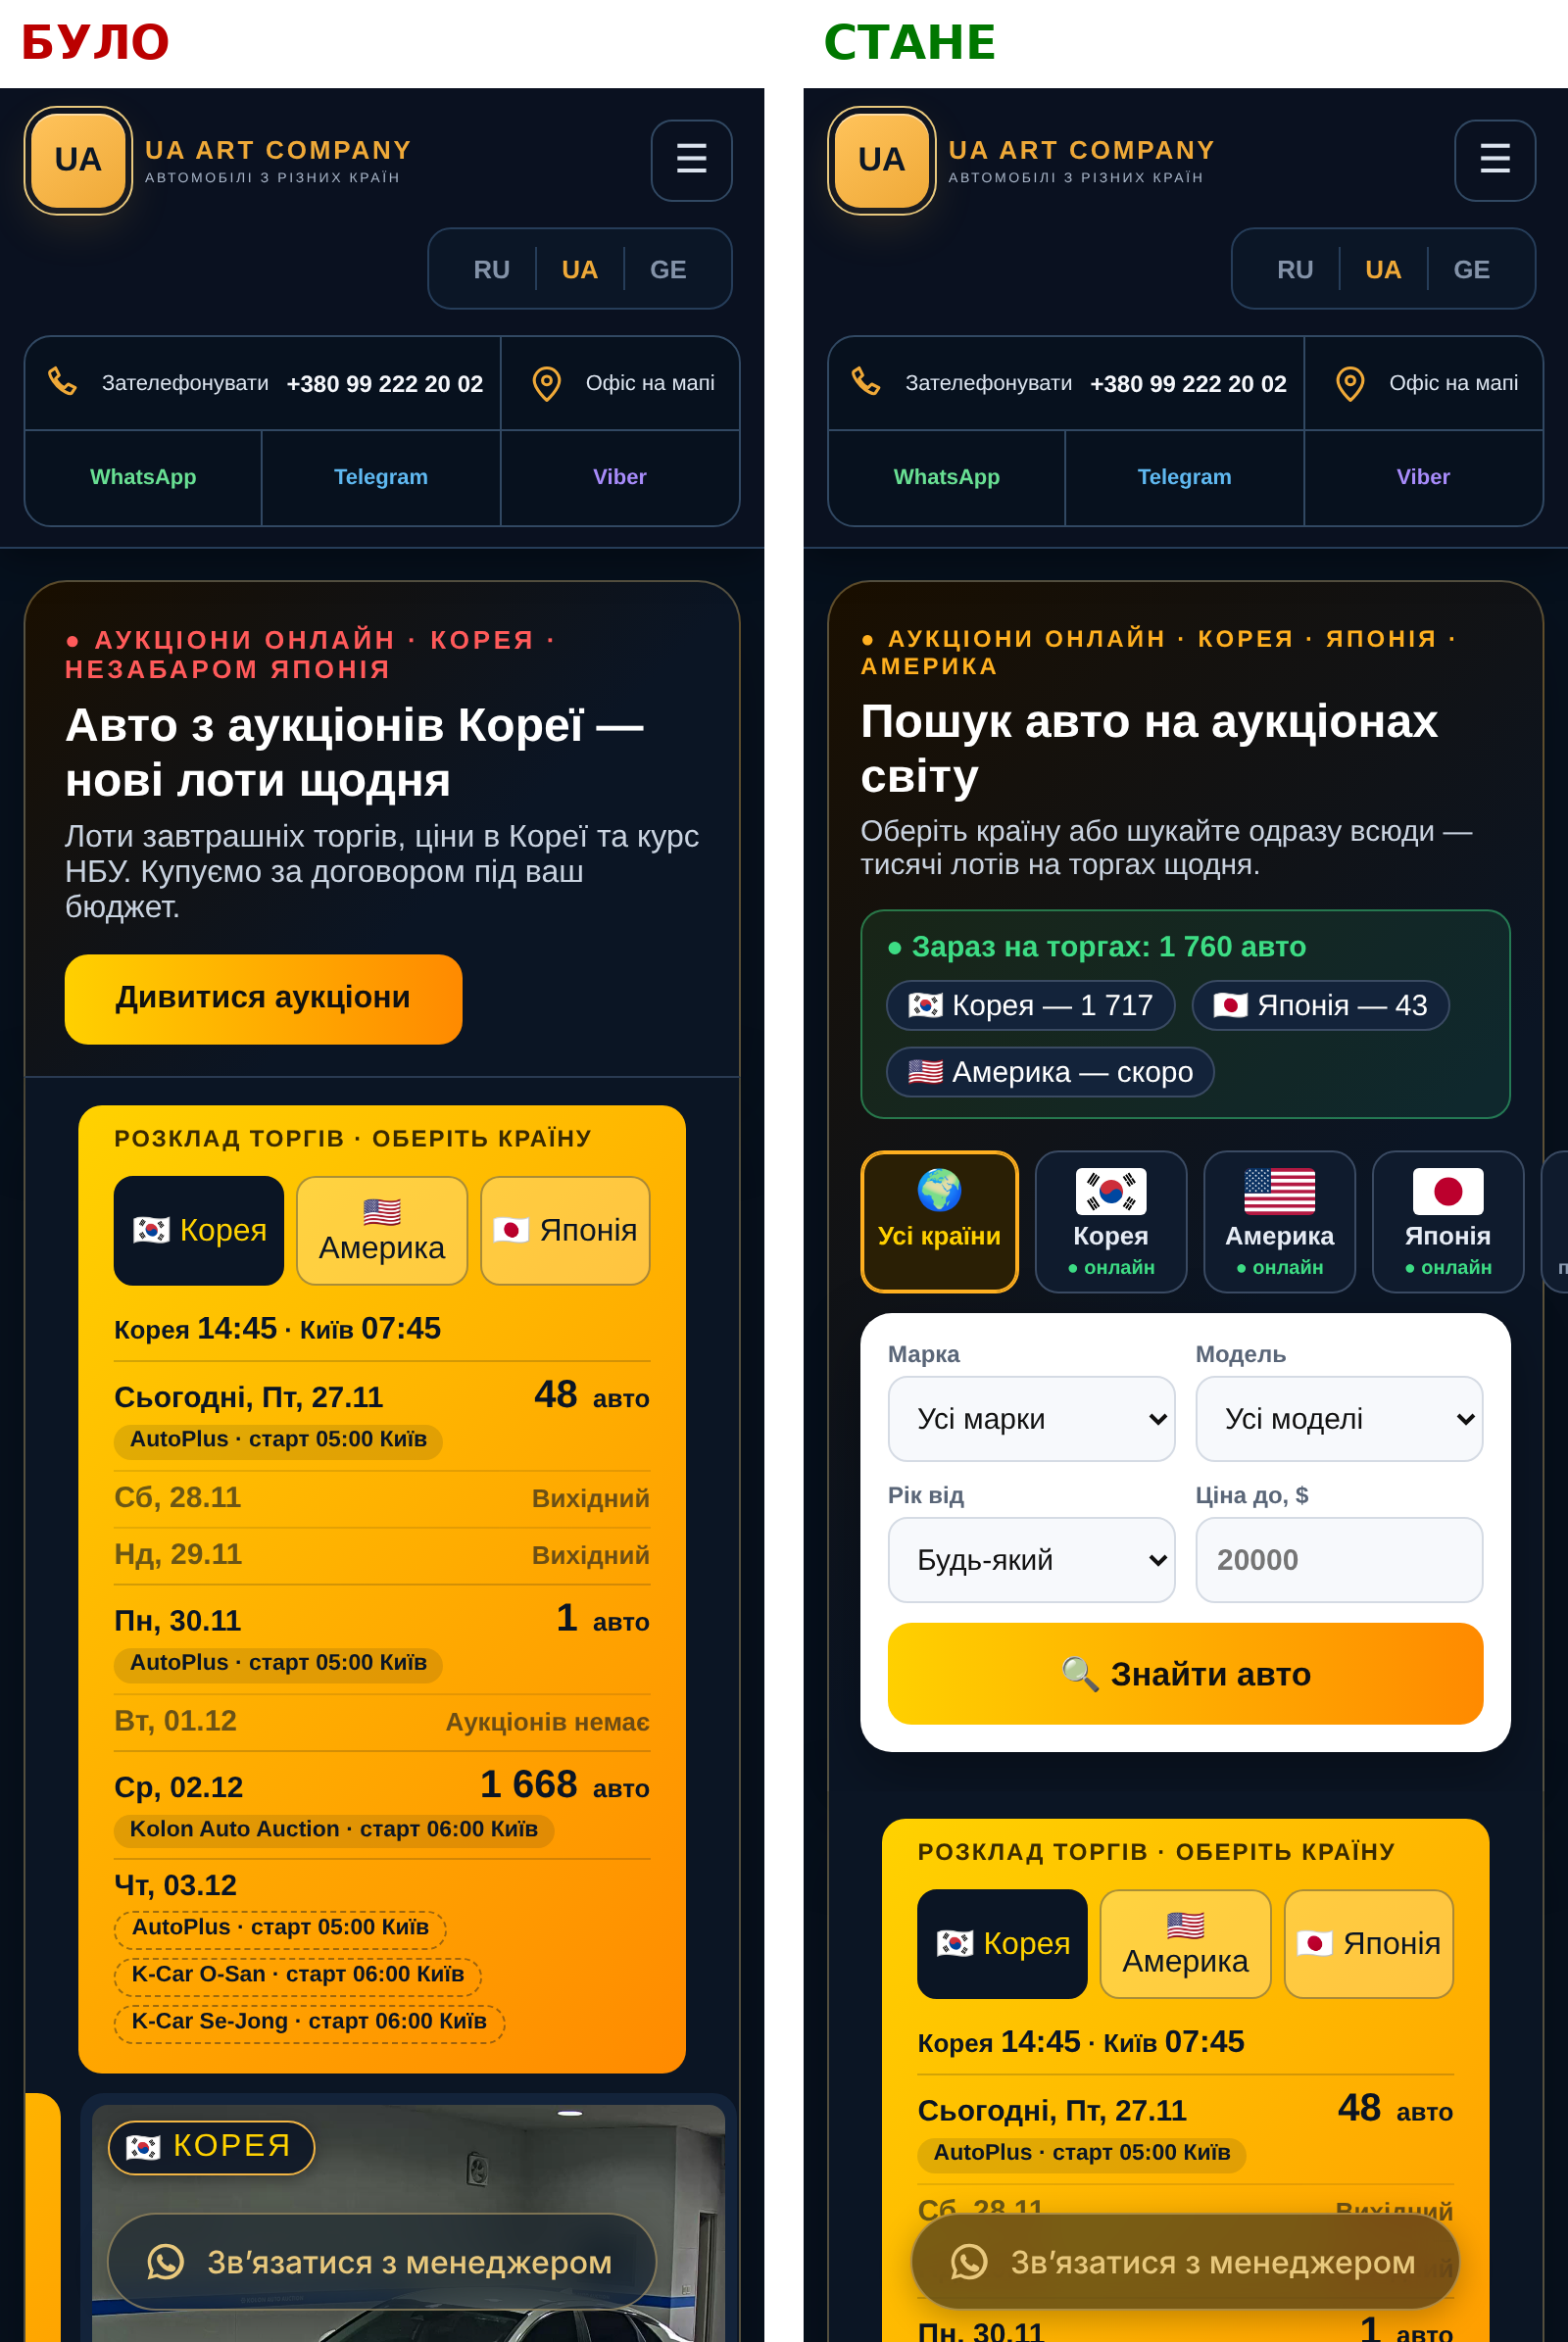 БУЛО
UA
UA ART COMPANY
АВТОМОБІЛІ З РІЗНИХ КРАЇН
☰
RU
UA
GE
Зателефонувати +380 99 222 20 02
Офіс на мапі
WhatsApp
Telegram
Viber
● АУКЦІОНИ ОНЛАЙН · КОРЕЯ ·
НЕЗАБАРОМ ЯПОНІЯ
Авто з аукціонів Кореї —
нові лоти щодня
Лоти завтрашніх торгів, ціни в Кореї та курс
НБУ. Купуємо за договором під ваш
бюджет.
Дивитися аукціони
РОЗКЛАД ТОРГІВ · ОБЕРІТЬ КРАЇНУ
🇰🇷 Корея
🇺🇸
Америка
🇯🇵 Японія
Корея 14:45 · Київ 07:45
Сьогодні, Пт, 27.11 48 авто
AutoPlus · старт 05:00 Київ
Сб, 28.11 Вихідний
Нд, 29.11 Вихідний
Пн, 30.11 1 авто
AutoPlus · старт 05:00 Київ
Вт, 01.12 Аукціонів немає
Ср, 02.12 1 668 авто
Kolon Auto Auction · старт 06:00 Київ
Чт, 03.12
AutoPlus · старт 05:00 Київ
K-Car O-San · старт 06:00 Київ
K-Car Se-Jong · старт 06:00 Київ
🇰🇷 КОРЕЯ
Зв’язатися з менеджером
СТАНЕ
UA
UA ART COMPANY
АВТОМОБІЛІ З РІЗНИХ КРАЇН
☰
RU
UA
GE
Зателефонувати +380 99 222 20 02
Офіс на мапі
WhatsApp
Telegram
Viber
● АУКЦІОНИ ОНЛАЙН · КОРЕЯ · ЯПОНІЯ ·
АМЕРИКА
Пошук авто на аукціонах
світу
Оберіть країну або шукайте одразу всюди —
тисячі лотів на торгах щодня.
● Зараз на торгах: 1 760 авто
🇰🇷 Корея — 1 717
🇯🇵 Японія — 43
🇺🇸 Америка — скоро
Усі країни
Корея
● онлайн
Америка
● онлайн
Японія
● онлайн
Марка
Модель
Усі марки
Усі моделі
Рік від
Ціна до, $
Будь-який
20000
🔍 Знайти авто
РОЗКЛАД ТОРГІВ · ОБЕРІТЬ КРАЇНУ
🇰🇷 Корея
🇺🇸
Америка
🇯🇵 Японія
Корея 14:45 · Київ 07:45
Сьогодні, Пт, 27.11 48 авто
AutoPlus · старт 05:00 Київ
Сб, 28.11 Вихідний
Зв’язатися з менеджером
Пн, 30.11 1 авто